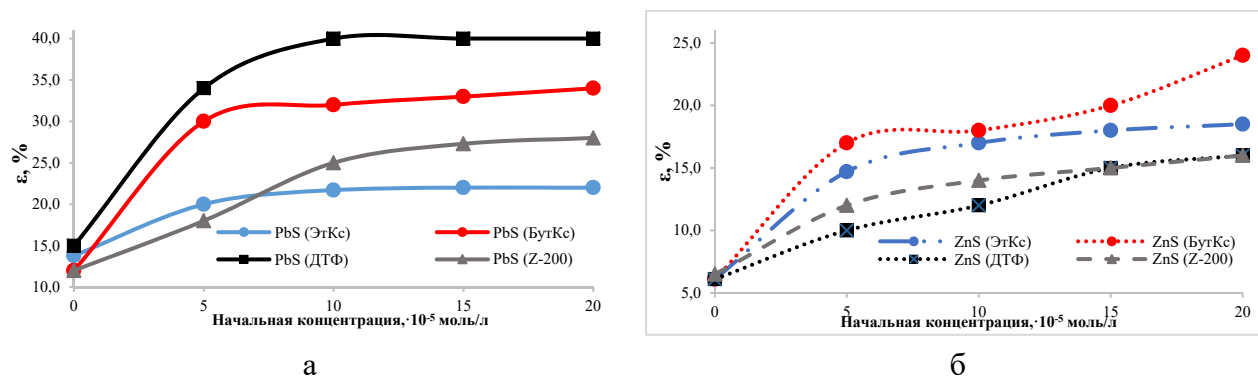 ε, %
40,0
35,0
30,0
25,0
20,0
15,0
10,0
PbS (ЭтКс) PbS (БутКс)
PbS (ДТФ) PbS (Z-200)
0 5 10 15 20
Начальная концентрация,·10⁻⁵ моль/л
а
ε, %
25,0
20,0
15,0
10,0
5,0
ZnS (ЭтКс) ZnS (БутКс)
ZnS (ДТФ) ZnS (Z-200)
0 5 10 15 20
Начальная концентрация,·10⁻⁵ моль/л
б